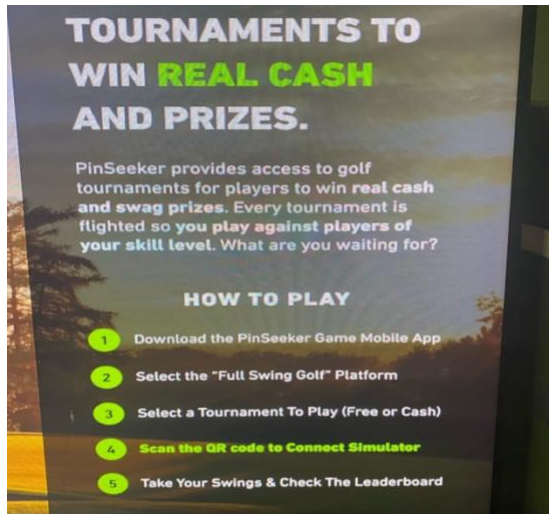 TOURNAMENTS TO
WIN REAL CASH
AND PRIZES.
PinSeeker provides access to golf
tournaments for players to win real cash
and swag prizes. Every tournament is
flighted so you play against players of
your skill level. What are you waiting for?
HOW TO PLAY
1 Download the PinSeeker Game Mobile App
2 Select the "Full Swing Golf" Platform
3 Select a Tournament To Play (Free or Cash)
4 Scan the QR code to Connect Simulator
5 Take Your Swings & Check The Leaderboard